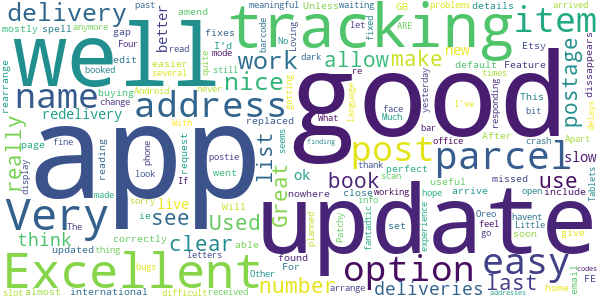 delivery
past
amend
dark
well
tracking
item
Unless
waiting
GB
problems
details
arrived
gap
read
mostly
spell
anymore
better
fixes
I'd
mode
meaningful
barcode
Loving
let
fixed
ARE
Four
edit
easier
quite
still
never
No
allow
make
new
default
Feature
times
Etsy
dissappears
work
name
booked
buying
Android
several
change
nice
rearrange
address
redelivery
replaced
language
re
face
yesterday
Much
responding
I've
This
bit
postage
delays
app
good
really
page
fine
display
reading
phone
look
postie
went
request
list
seems
getting
What
bar
office
After
crash
Apart
finding
ok
post
parcel
slow
made
sorry
ie
The
Very
see
live
With
If
Will
Great
book
thank
perfect
scan
nowhere
close
Working
useful
missed
open
Tablets
use
include
Used
clear
think
updated
thing
able
correctly
bugs
info
Patchy
fantadtic
set
experience
hope
arrive
Oreo
feel
go
havent
little
soon
give
update
Excellent
option
easy
last
deliveries
number
found
For
planned
Other
arrange
letters
difficult
received
international
almost
slot
email
home
FE
codes
addresses